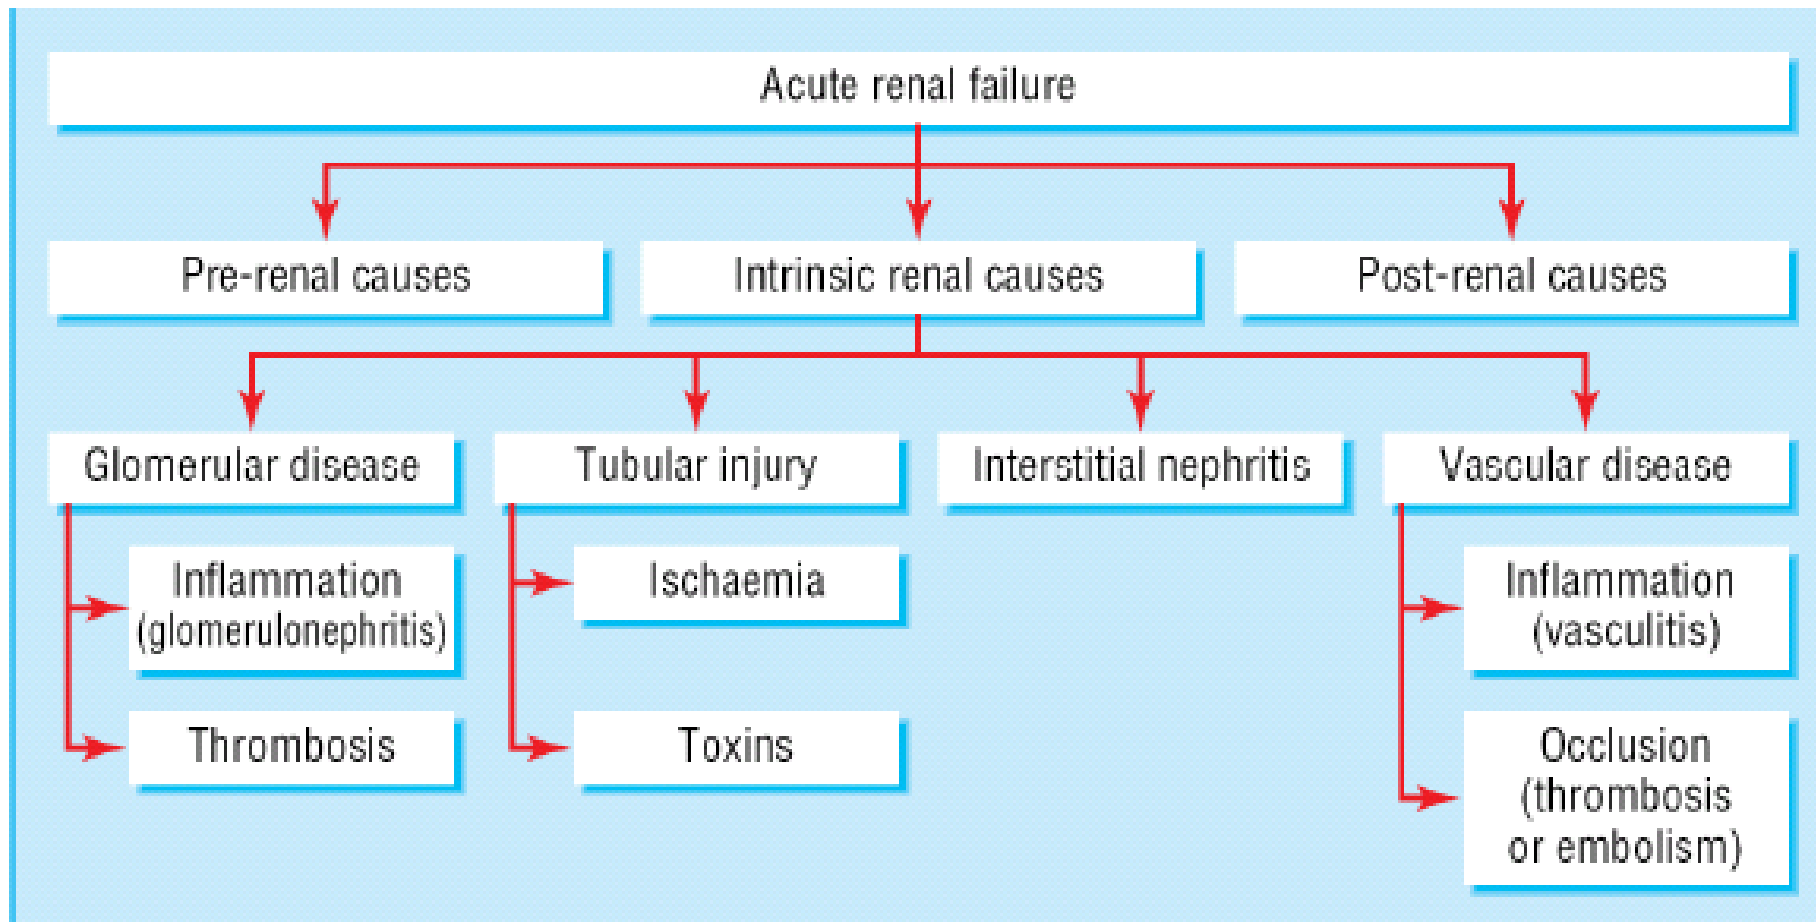 Acute renal failure
Pre-renal causes
Intrinsic renal causes
Post-renal causes
Glomerular disease
Tubular injury
Interstitial nephritis
Vascular disease
Inflammation
(glomerulonephritis)
Thrombosis
Ischaemia
Toxins
Inflammation
(vasculitis)
Occlusion
(thrombosis
or embolism)